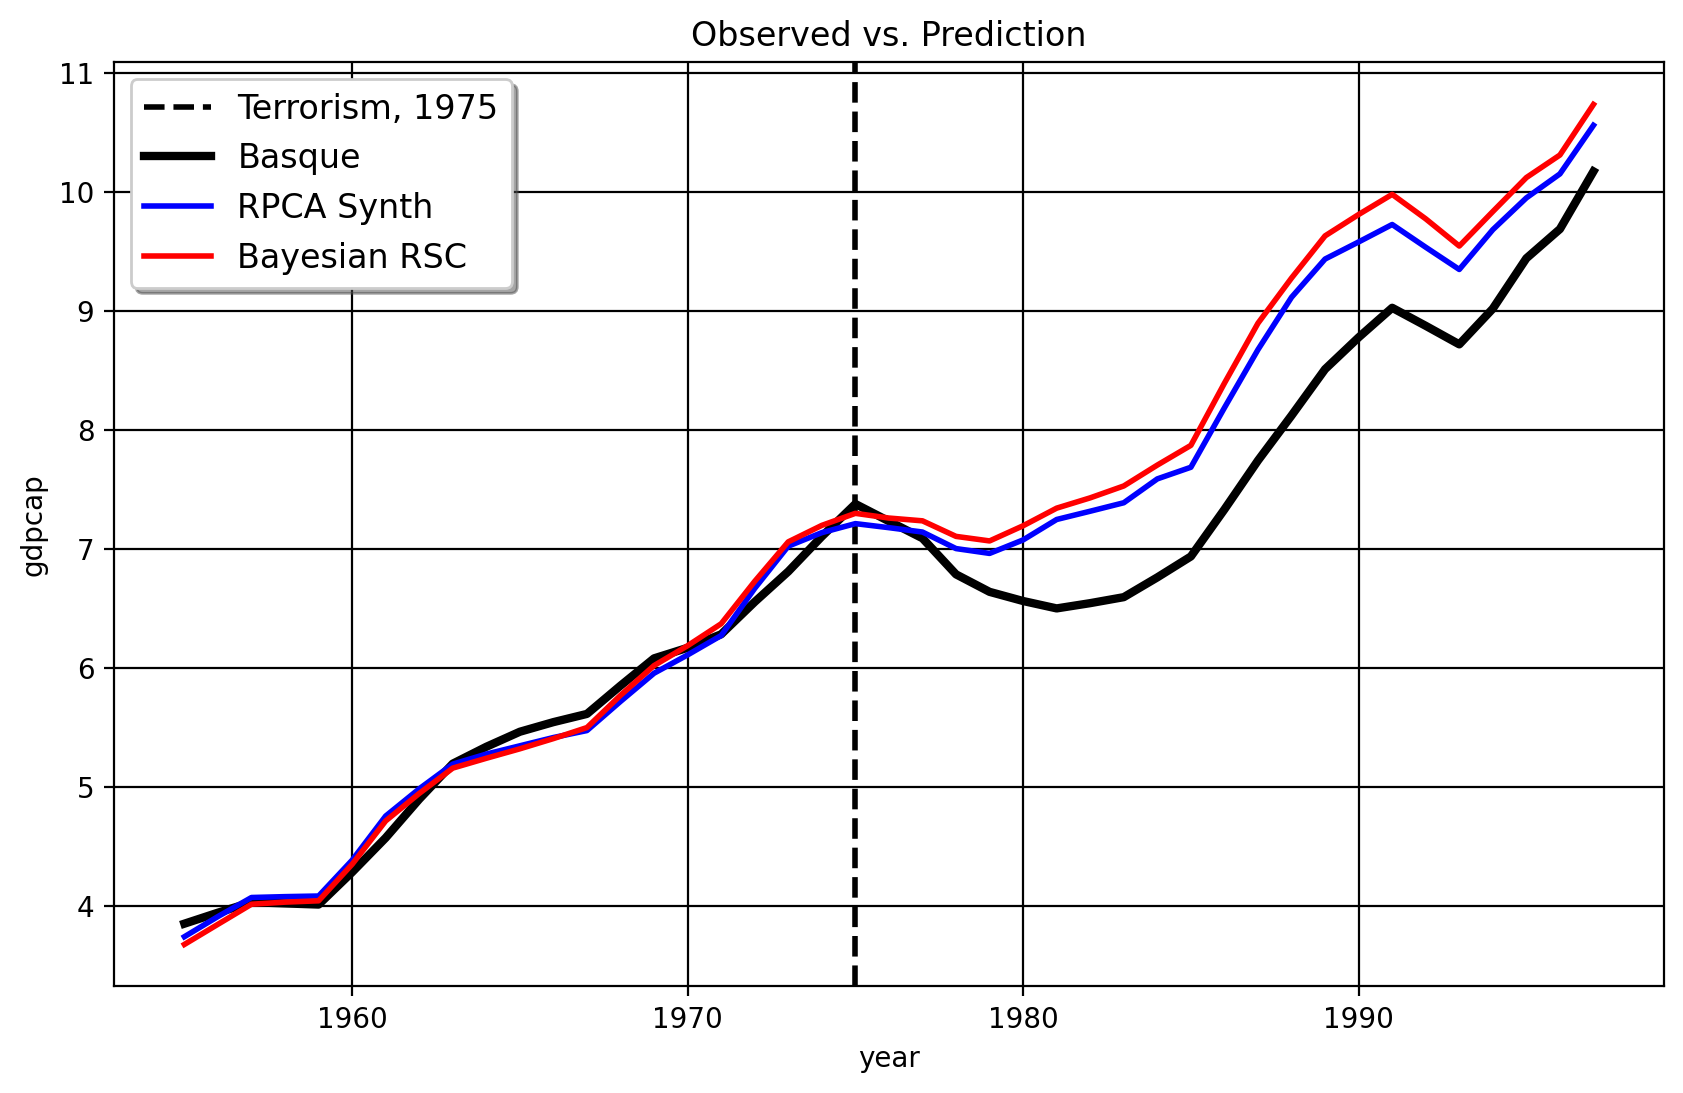 Observed vs. Prediction
11
10
9
8
7
6
5
4
gdpcap
Terrorism, 1975
Basque
RPCA Synth
Bayesian RSC
1960
1970
1980
1990
year